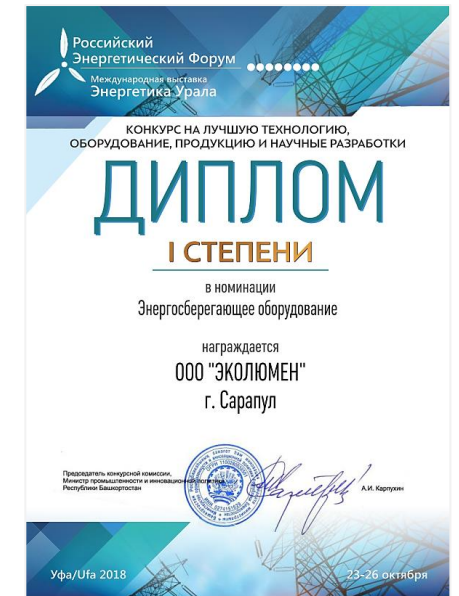 Российский
Энергетический Форум
Международная выставка
Энергетика Урала
КОНКУРС НА ЛУЧШУЮ ТЕХНОЛОГИЮ,
ОБОРУДОВАНИЕ, ПРОДУКЦИЮ И НАУЧНЫЕ РАЗРАБОТКИ
ДИПЛОМ
I СТЕПЕНИ
в номинации
Энергосберегающее оборудование
награждается
ООО "ЭКОЛЮМЕН"
г. Сарапул
Председатель конкурсной комиссии,
Министр промышленности и инновационной политики
Республики Башкортостан
А.И. Карпухин
Уфа/Ufa 2018
23-26 октября